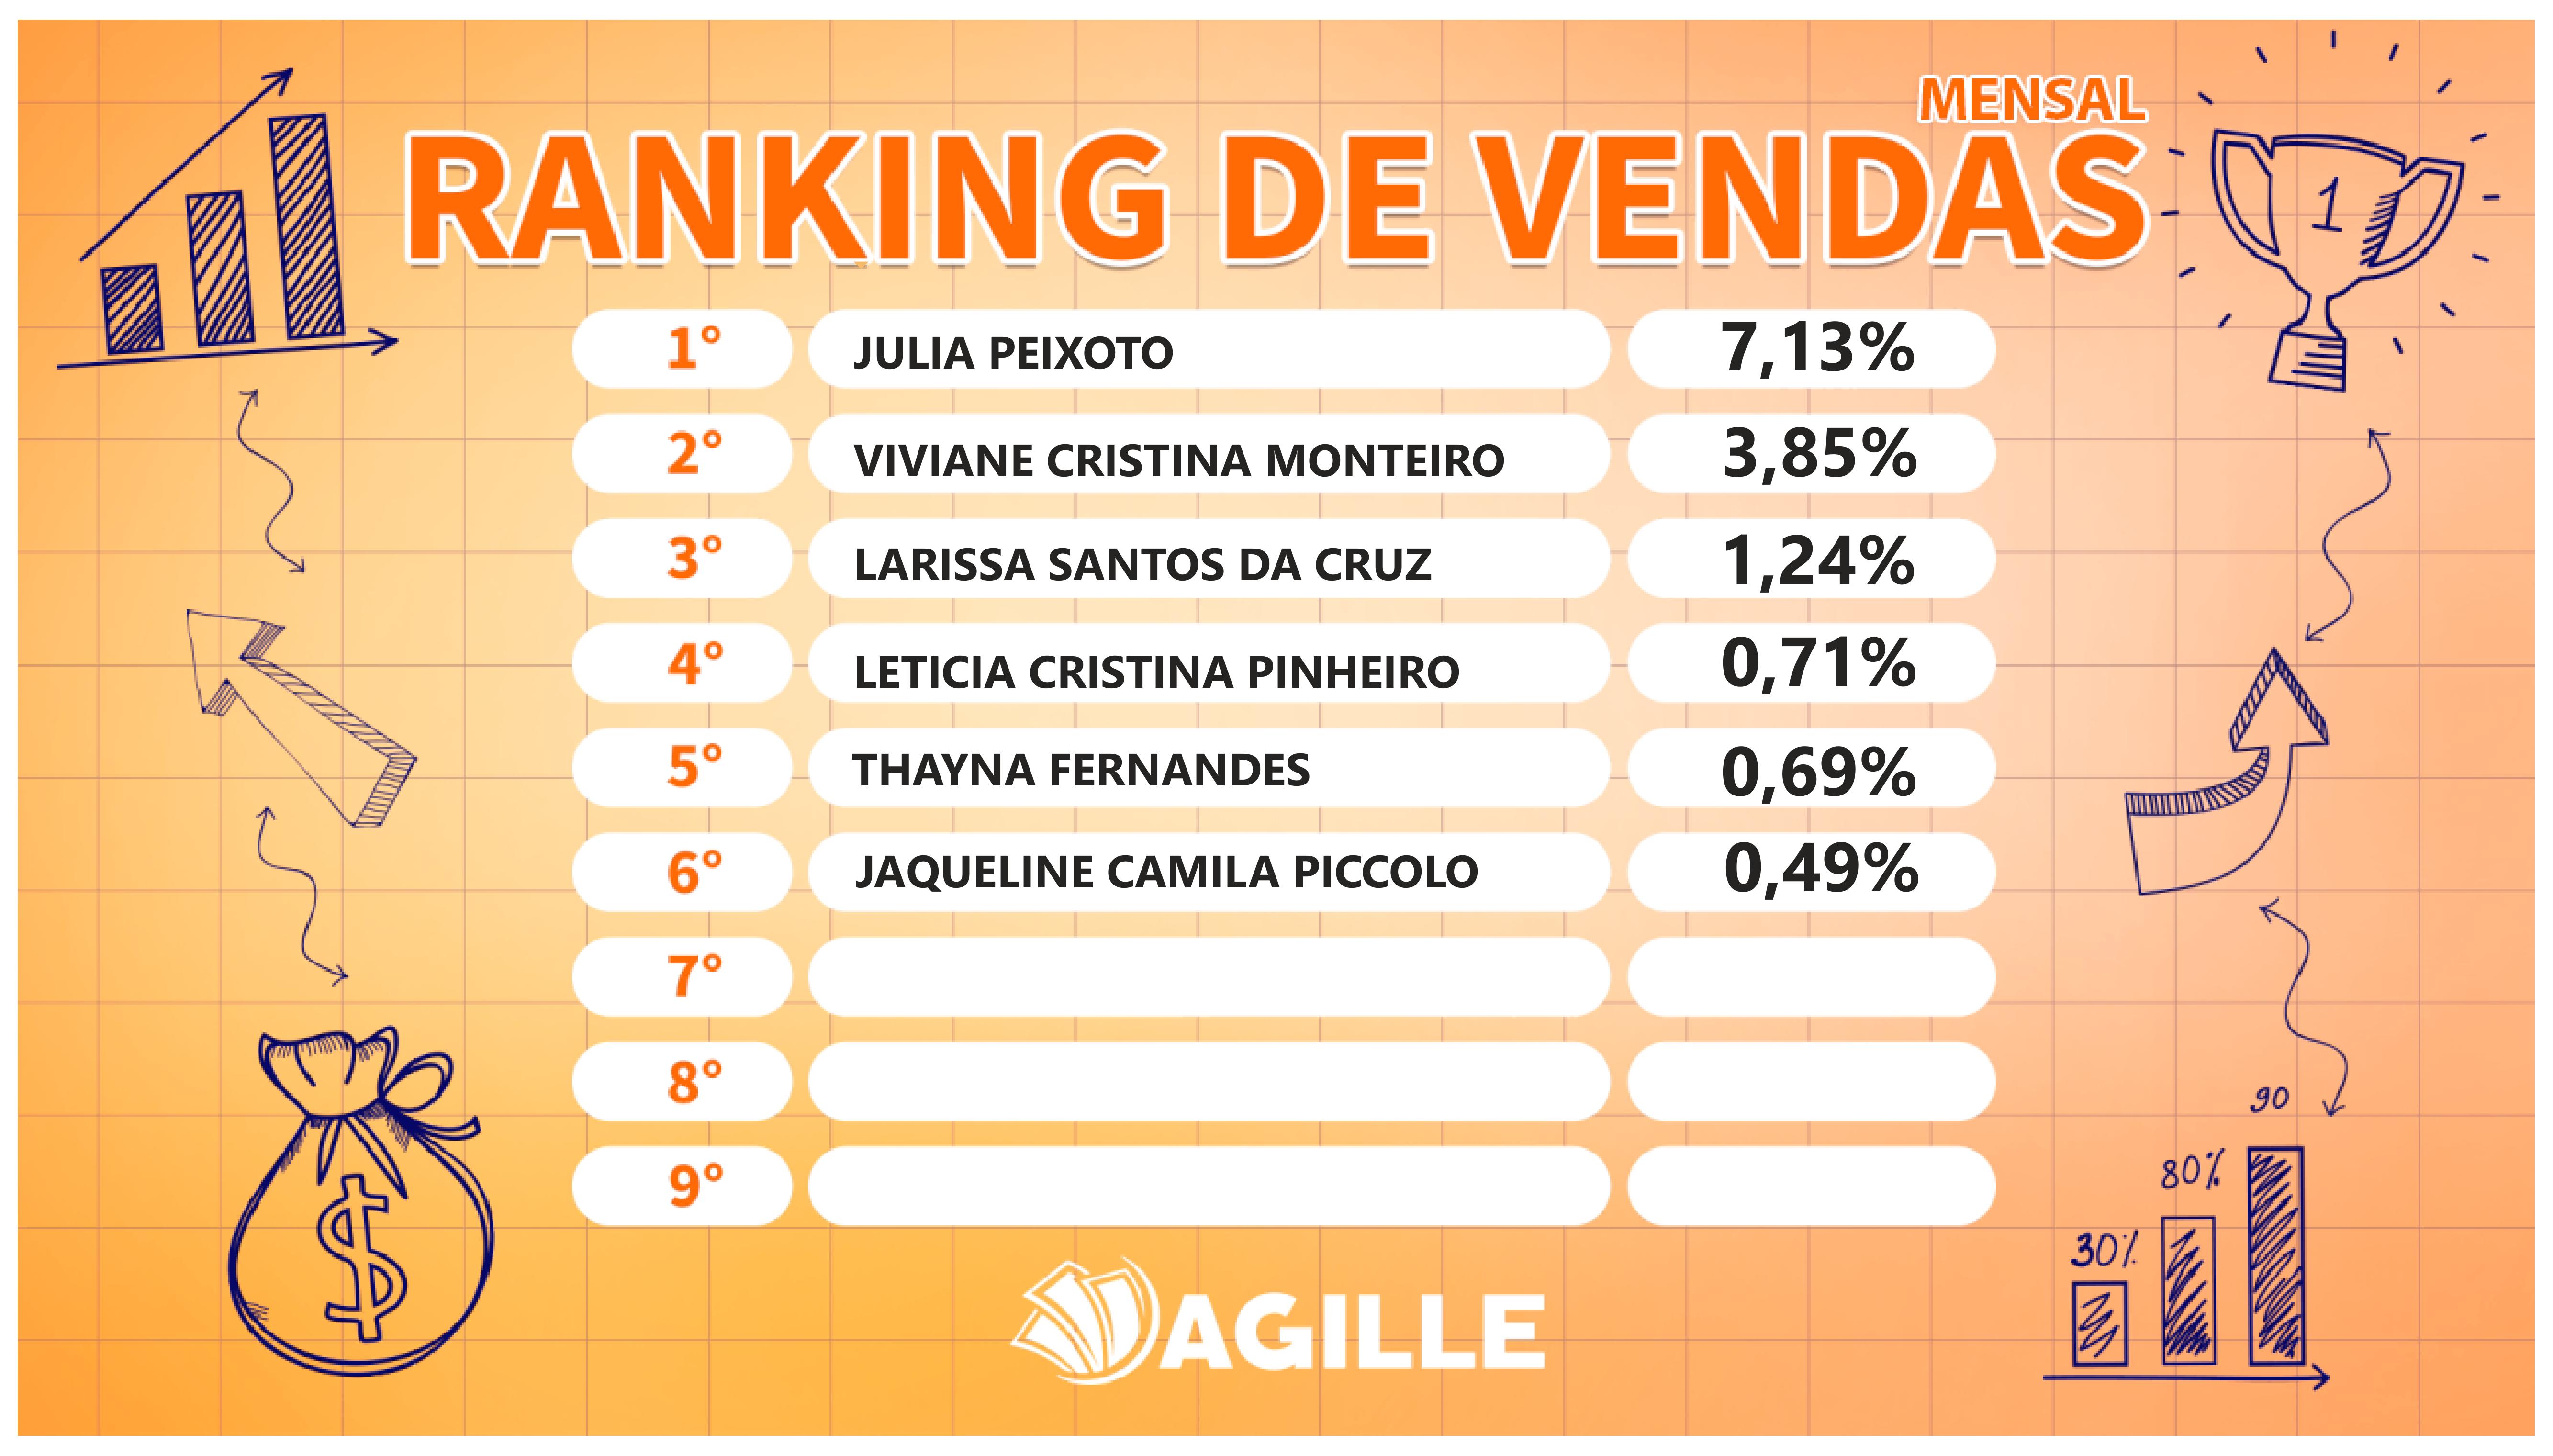 MENSAL
RANKING DE VENDAS
1
1° JULIA PEIXOTO 7,13%
2° VIVIANE CRISTINA MONTEIRO 3,85%
3° LARISSA SANTOS DA CRUZ 1,24%
4° LETICIA CRISTINA PINHEIRO 0,71%
5° THAYNA FERNANDES 0,69%
6° JAQUELINE CAMILA PICCOLO 0,49%
7°
8°
9°
$
30%
80%
90
AGILLE